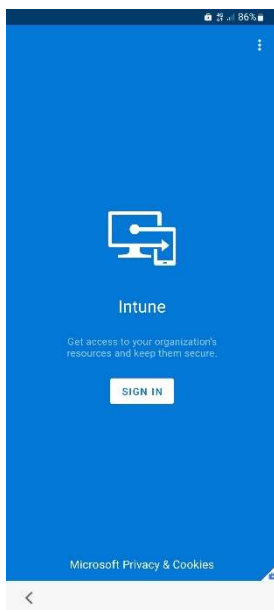 86%
Intune
Get access to your organization's
resources and keep them secure.
SIGN IN
Microsoft Privacy & Cookies